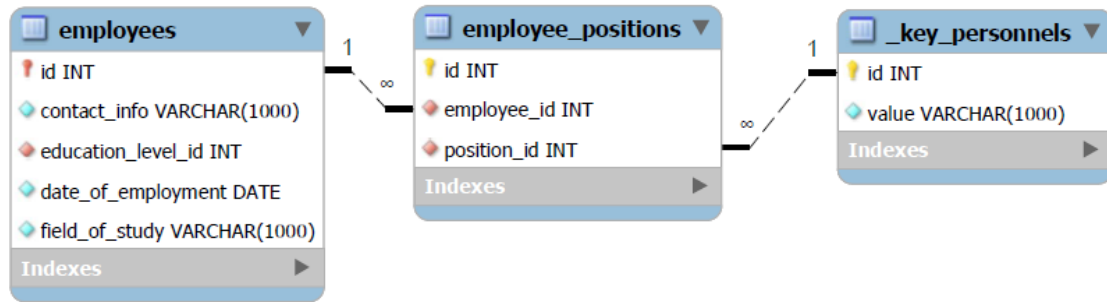 employees
id INT
contact_info VARCHAR(1000)
education_level_id INT
date_of_employment DATE
field_of_study VARCHAR(1000)
Indexes
1
∞
employee_positions
id INT
employee_id INT
position_id INT
Indexes
1
∞
_key_personnels
id INT
value VARCHAR(1000)
Indexes